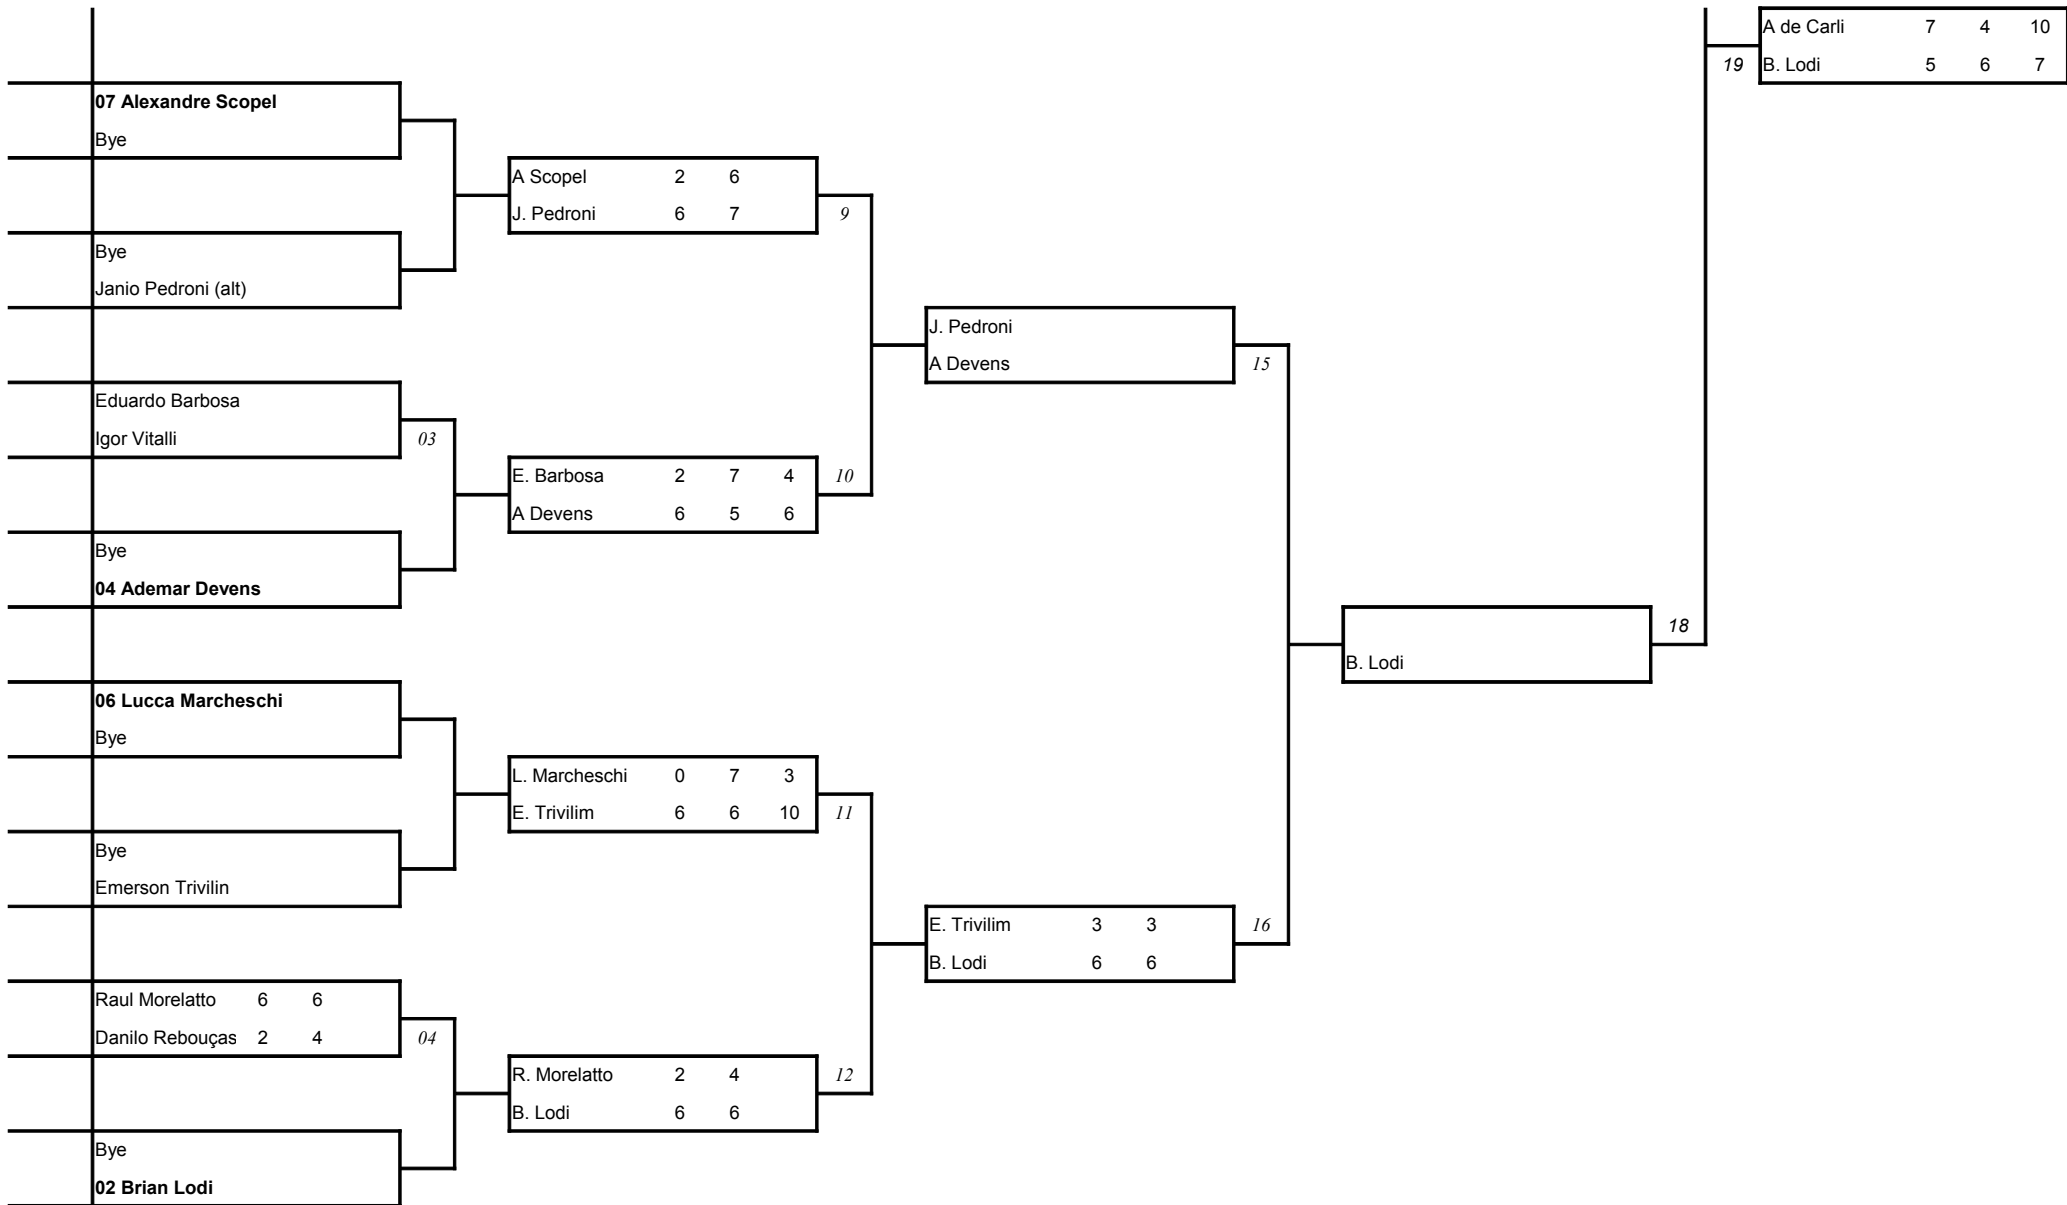 A de Carli 7 4 10
19 B. Lodi 5 6 7
07 Alexandre Scopel
Bye
A Scopel 2 6
J. Pedroni 6 7 9
Bye
Janio Pedroni (alt)
J. Pedroni
A Devens 15
Eduardo Barbosa
Igor Vitalli 03
E. Barbosa 2 7 4 10
A Devens 6 5 6
Bye
04 Ademar Devens
18
B. Lodi
06 Lucca Marcheschi
Bye
L. Marcheschi 0 7 3
E. Trivilim 6 6 10 11
Bye
Emerson Trivilin
E. Trivilim 3 3 16
B. Lodi 6 6
Raul Morelatto 6 6
Danilo Rebouças 2 4 04
R. Morelatto 2 4 12
B. Lodi 6 6
Bye
02 Brian Lodi